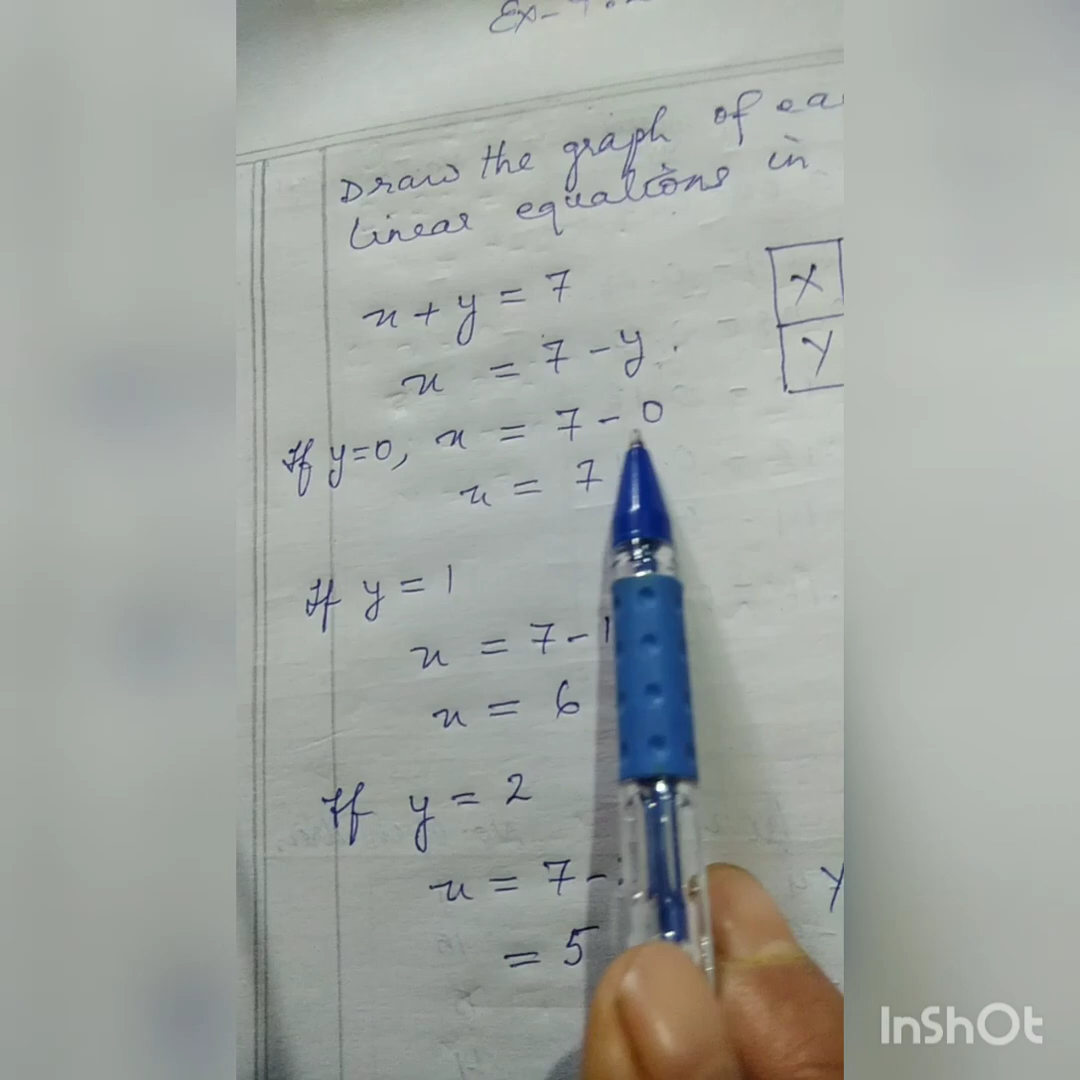 Ex-
Draw the graph of
linear equations in
x + y = 7
x = 7 - y.
X
Y
If y=0, x = 7 - 0
x = 7
If y = 1
x = 7 - 1
x = 6
If y = 2
x = 7 -
= 5
Y
InShOt